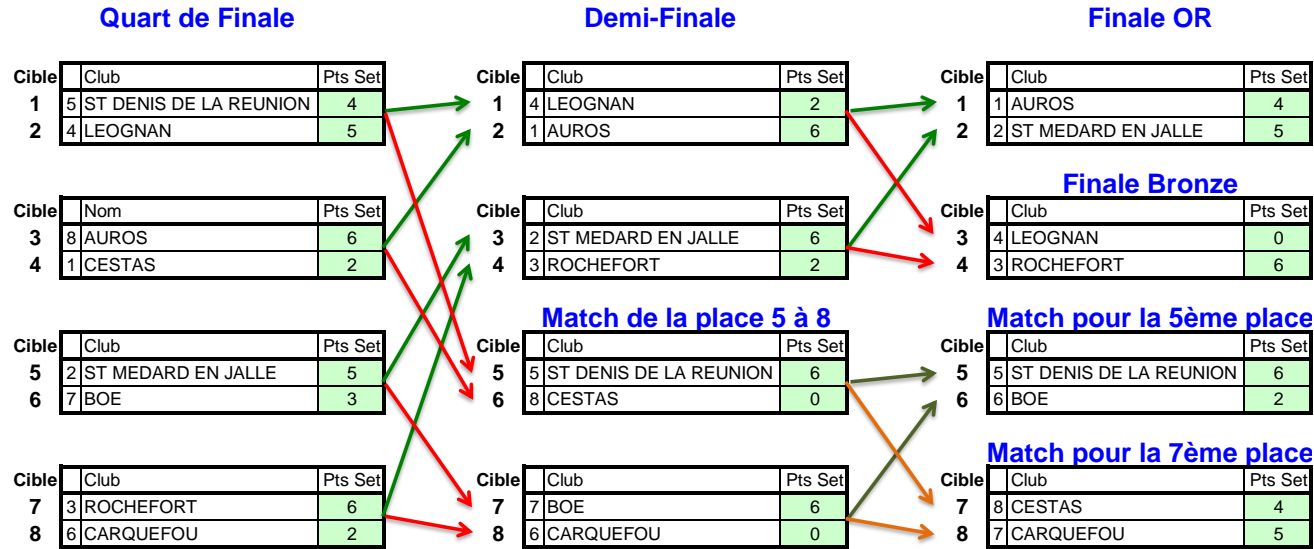 Quart de Finale Demi-Finale Finale OR
Cible Club Pts Set Cible Club Pts Set Cible Club Pts Set
1 5 ST DENIS DE LA REUNION 4 1 4 LEOGNAN 2 1 1 AUROS 4
2 4 LEOGNAN 5 2 1 AUROS 6 2 2 ST MEDARD EN JALLE 5
Finale Bronze
Cible Nom Pts Set Cible Club Pts Set Cible Club Pts Set
3 8 AUROS 6 3 2 ST MEDARD EN JALLE 6 3 4 LEOGNAN 0
4 1 CESTAS 2 4 3 ROCHEFORT 2 4 3 ROCHEFORT 6
Match de la place 5 à 8 Match pour la 5ème place
Cible Club Pts Set Cible Club Pts Set Cible Club Pts Set
5 2 ST MEDARD EN JALLE 5 5 5 ST DENIS DE LA REUNION 6 5 5 ST DENIS DE LA REUNION 6
6 7 BOE 3 6 8 CESTAS 0 6 6 BOE 2
Match pour la 7ème place
Cible Club Pts Set Cible Club Pts Set Cible Club Pts Set
7 3 ROCHEFORT 6 7 7 BOE 6 7 8 CESTAS 4
8 6 CARQUEFOU 2 8 6 CARQUEFOU 0 8 7 CARQUEFOU 5